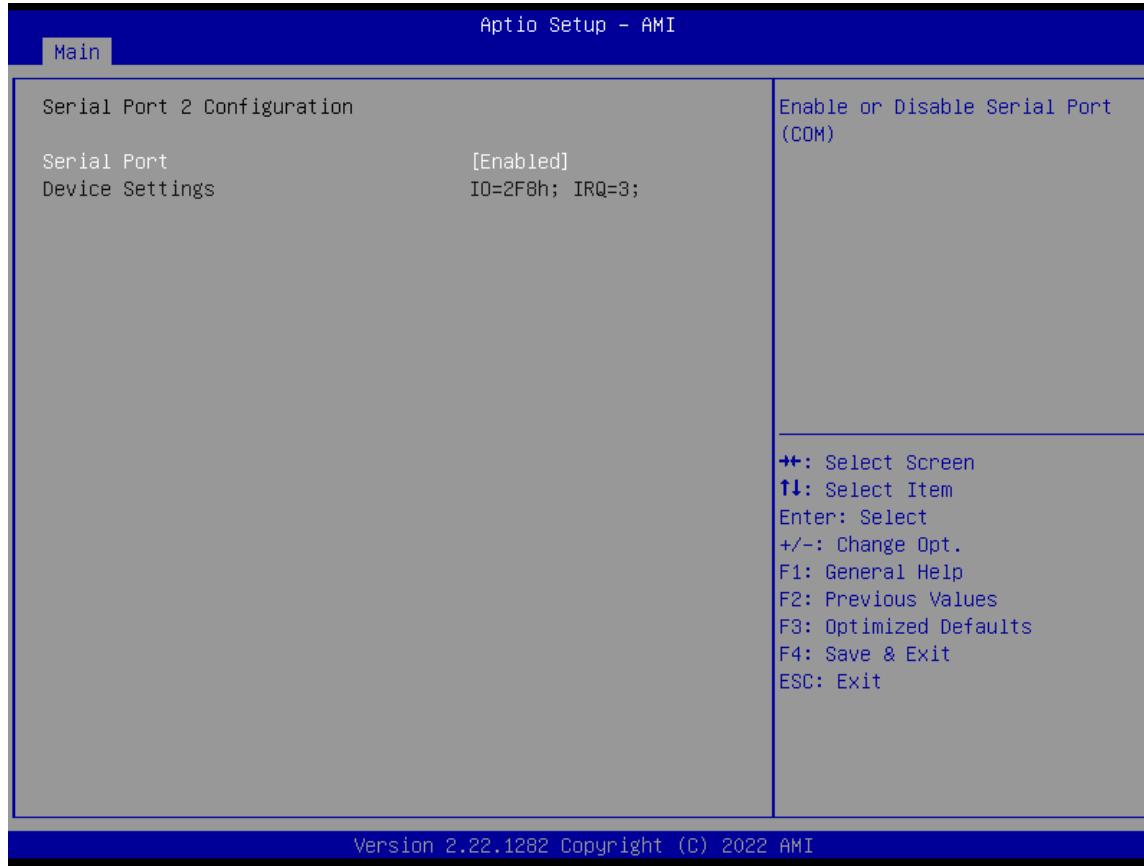 Aptio Setup – AMI
Main
Serial Port 2 Configuration
Serial Port [Enabled]
Device Settings IO=2F8h; IRQ=3;
Enable or Disable Serial Port
(COM)
→←: Select Screen
↑↓: Select Item
Enter: Select
+/-: Change Opt.
F1: General Help
F2: Previous Values
F3: Optimized Defaults
F4: Save & Exit
ESC: Exit
Version 2.22.1282 Copyright (C) 2022 AMI